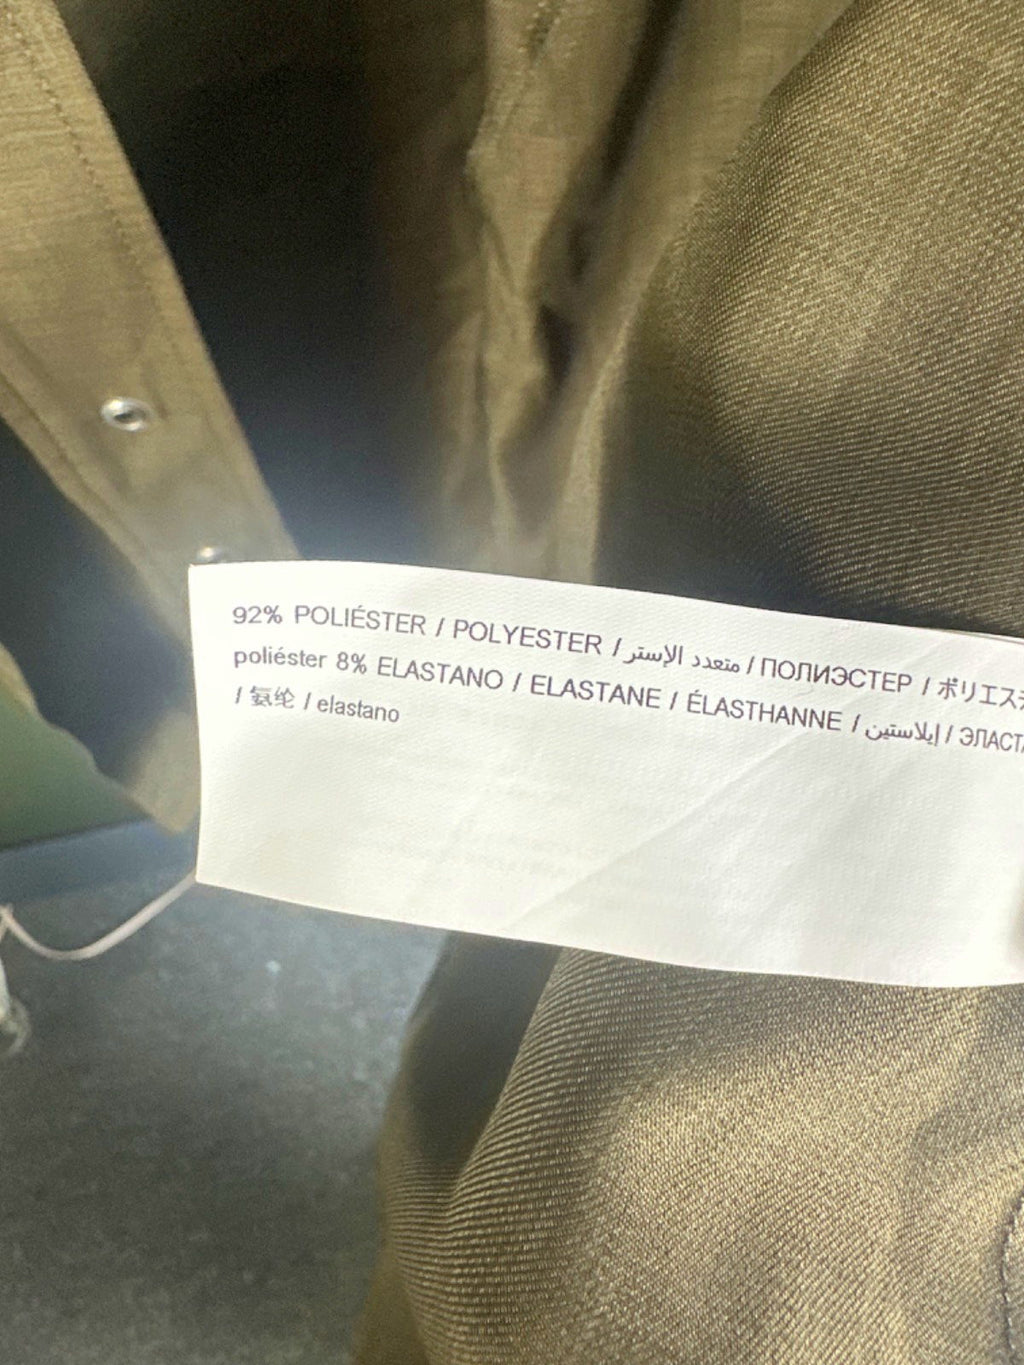 92% POLIÉSTER / POLYESTER / متعدد الإستر / ПОЛИЭСТЕР / ポリエステ
poliéster 8% ELASTANO / ELASTANE / ÉLASTHANNE / إيلاستين / ЭЛАСТА
/ 氨纶 / elastano